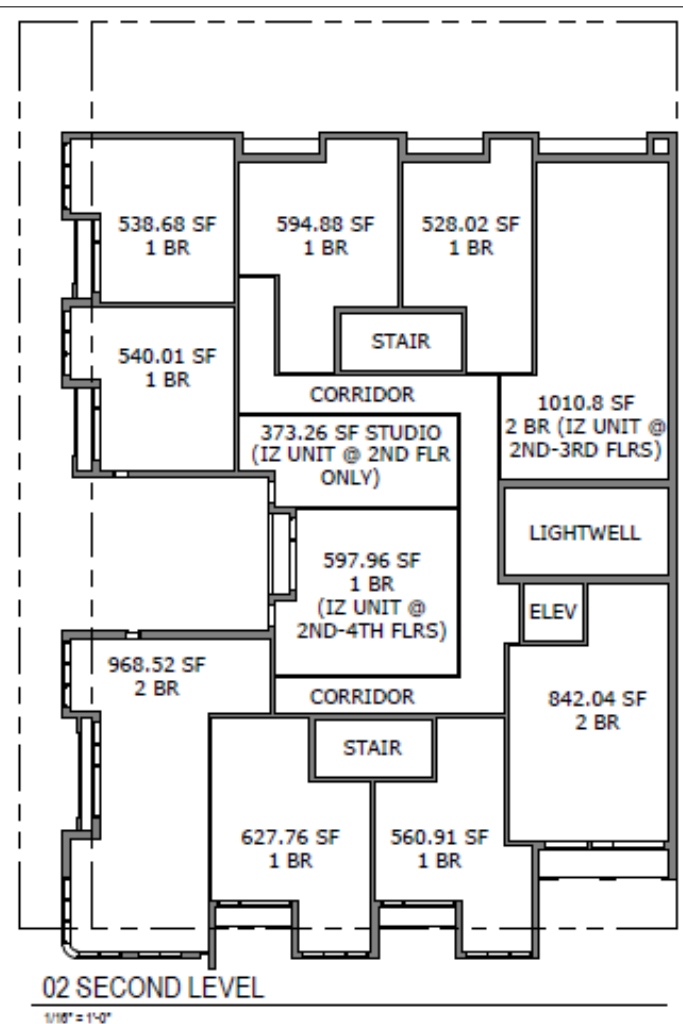 538.68 SF
1 BR
594.88 SF
1 BR
528.02 SF
1 BR
STAIR
540.01 SF
1 BR
CORRIDOR
1010.8 SF
2 BR (IZ UNIT @
2ND-3RD FLRS)
373.26 SF STUDIO
(IZ UNIT @ 2ND FLR
ONLY)
LIGHTWELL
597.96 SF
1 BR
(IZ UNIT @
2ND-4TH FLRS)
ELEV
968.52 SF
2 BR
CORRIDOR
842.04 SF
2 BR
STAIR
627.76 SF
1 BR
560.91 SF
1 BR
02 SECOND LEVEL
1/16" = 1'-0"